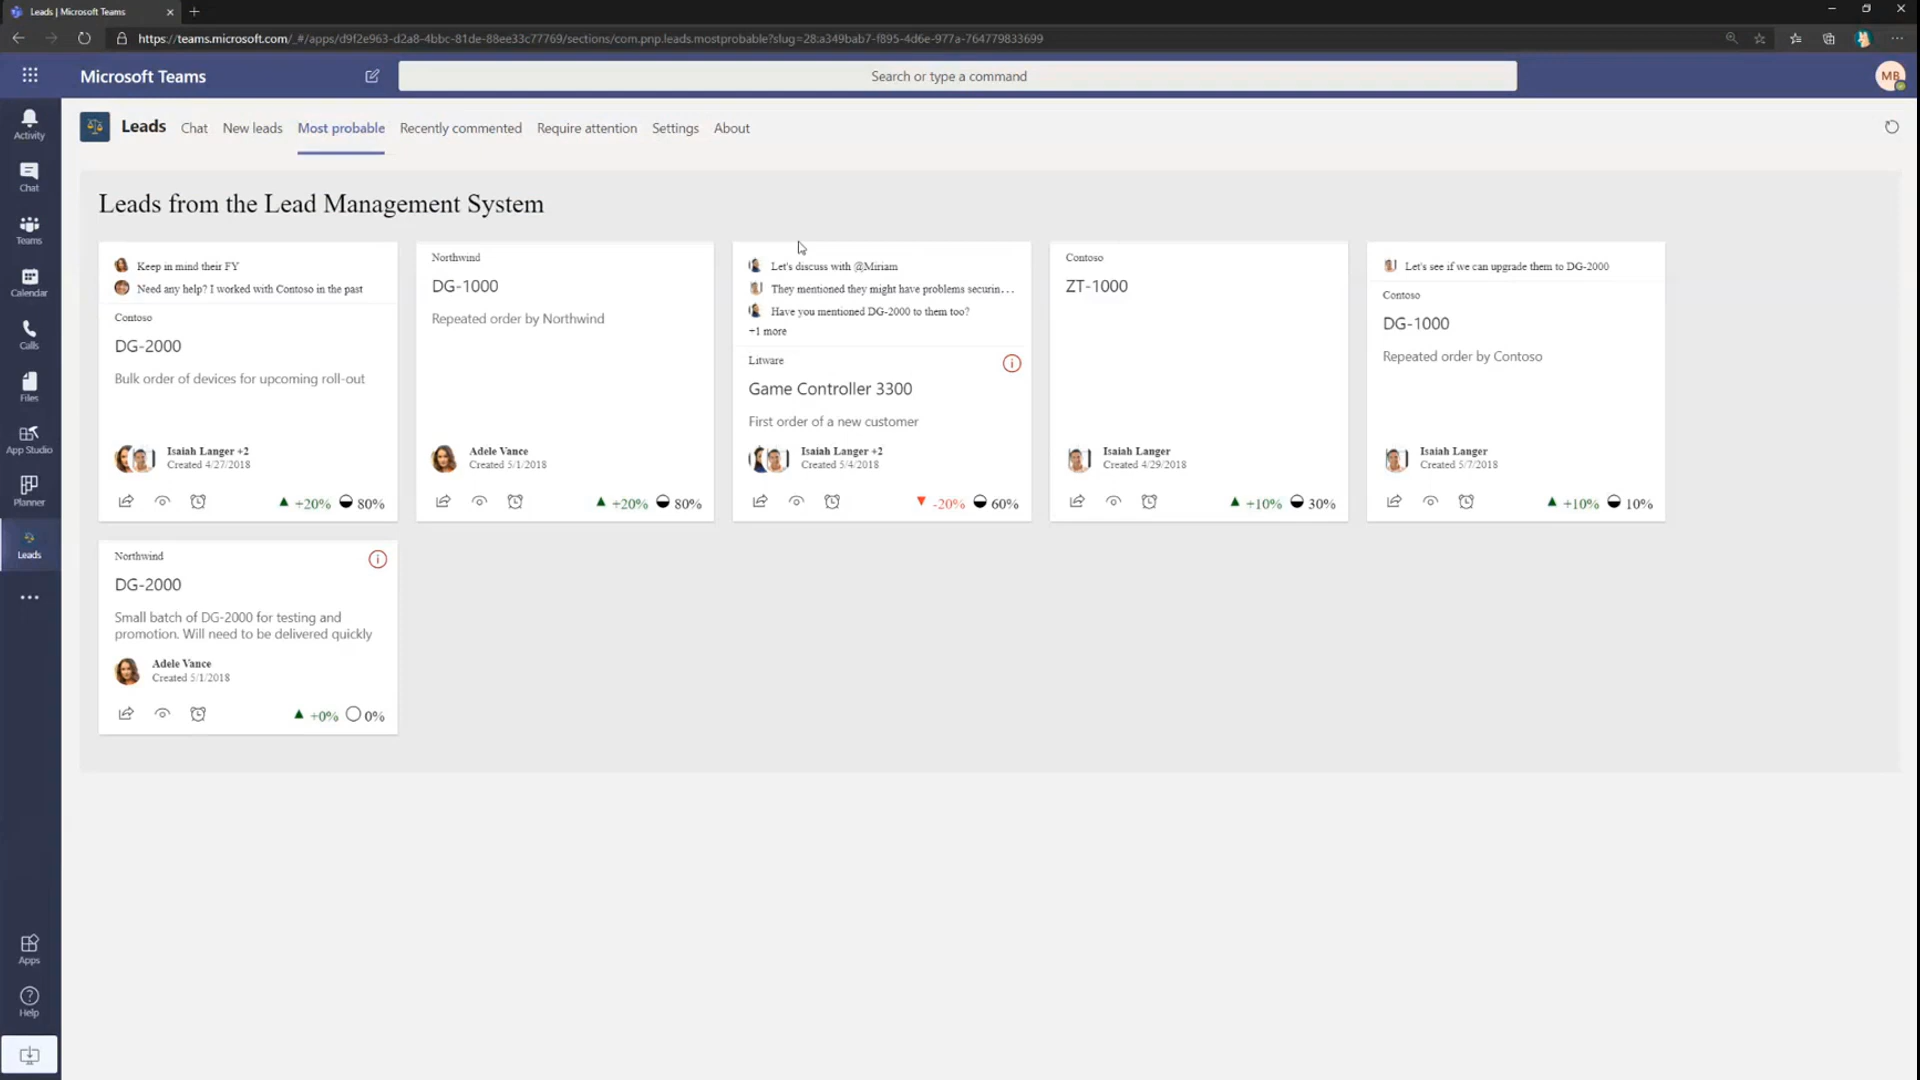 Leads | Microsoft Teams
https://teams.microsoft.com/_#/apps/d9f2e963-d2a8-4bbc-81de-88ee33c77769/sections/com.pnp.leads.mostprobable?slug=28:a349bab7-f895-4d6e-977a-764779833699
Microsoft Teams
Search or type a command
MB
Activity
Chat
Teams
Calendar
Calls
Files
App Studio
Planner
Leads
Apps
Help
Leads
Chat
New leads
Most probable
Recently commented
Require attention
Settings
About
Leads from the Lead Management System
Keep in mind their FY
Need any help? I worked with Contoso in the past
Contoso
DG-2000
Bulk order of devices for upcoming roll-out
Isaiah Langer +2
Created 4/27/2018
+20% 80%
Northwind
DG-1000
Repeated order by Northwind
Adele Vance
Created 5/1/2018
+20% 80%
Let's discuss with @Miriam
They mentioned they might have problems securin...
Have you mentioned DG-2000 to them too?
+1 more
Litware
Game Controller 3300
First order of a new customer
Isaiah Langer +2
Created 5/4/2018
-20% 60%
Contoso
ZT-1000
Isaiah Langer
Created 4/29/2018
+10% 30%
Let's see if we can upgrade them to DG-2000
Contoso
DG-1000
Repeated order by Contoso
Isaiah Langer
Created 5/7/2018
+10% 10%
Northwind
DG-2000
Small batch of DG-2000 for testing and
promotion. Will need to be delivered quickly
Adele Vance
Created 5/1/2018
+0% 0%